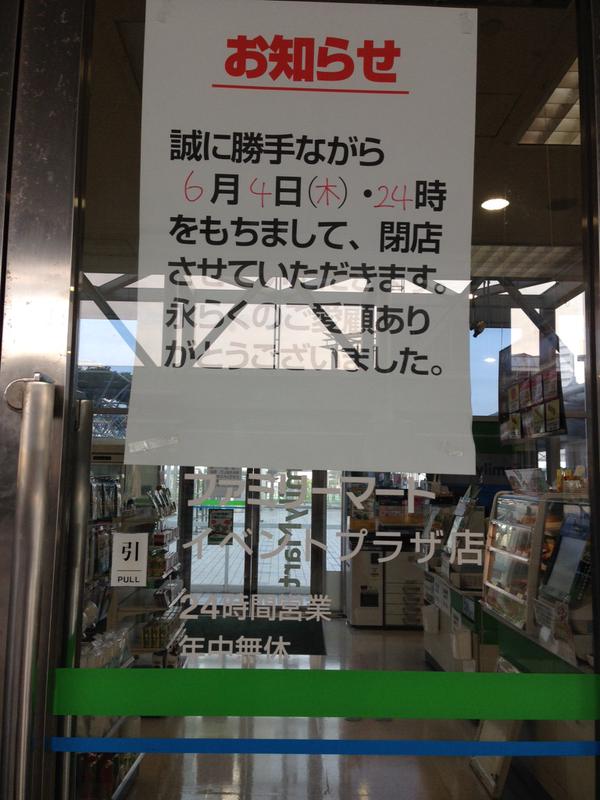 お知らせ
誠に勝手ながら
6月4日(木)・24時
をもちまして、閉店
させていただきます。
永らくのご愛顧あり
がとうございました。
ファミリーマート
イベントプラザ店
引
PULL
24時間営業
年中無休